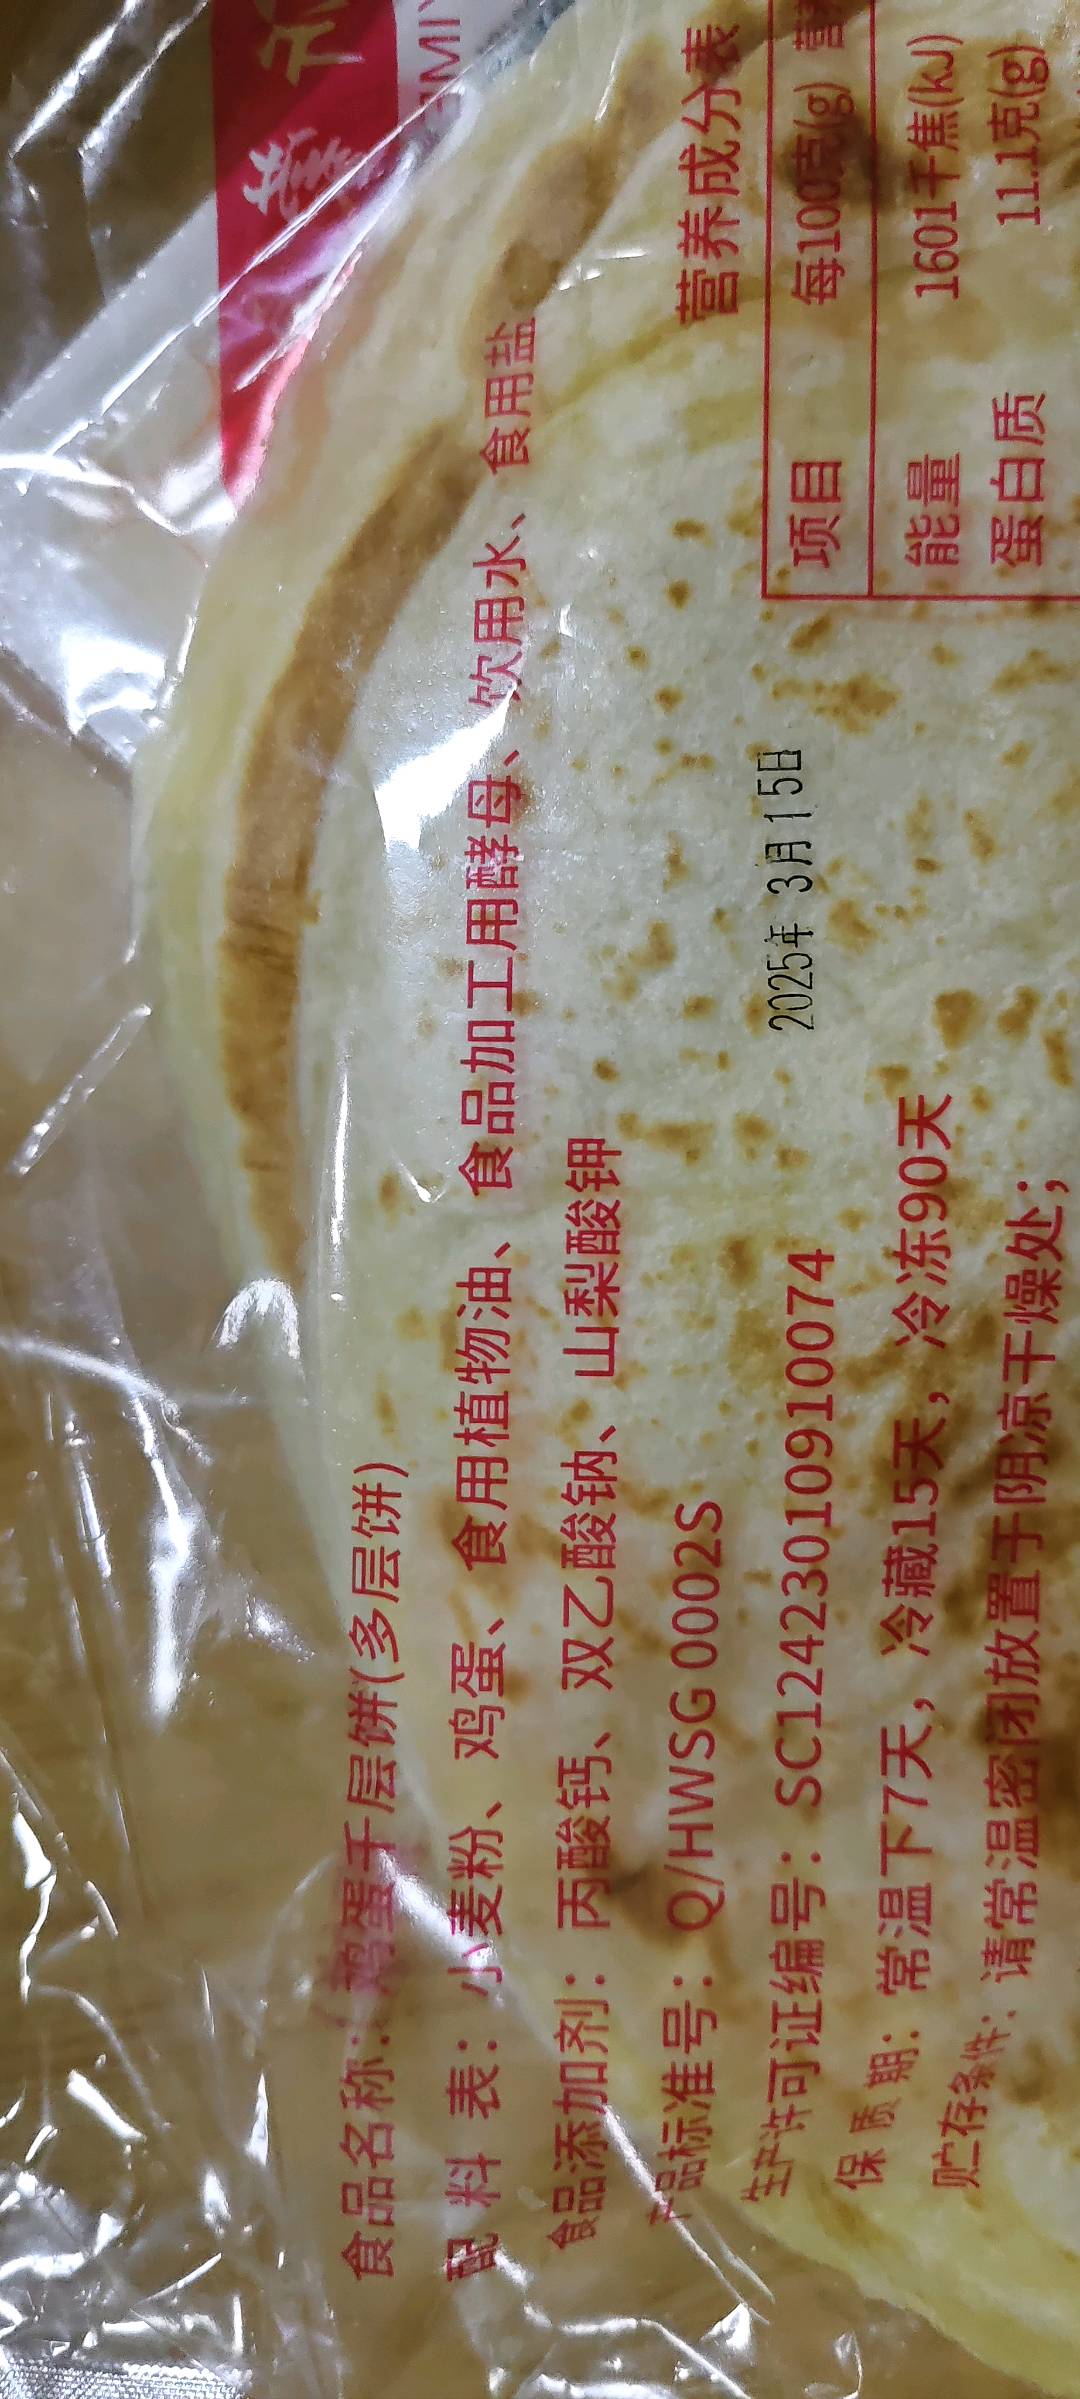 食品名称：鸡蛋千层饼(多层饼)
配 料 表：小麦粉、鸡蛋、食用植物油、食品加工用酵母、饮用水、食用盐
食品添加剂：丙酸钙、双乙酸钠、山梨酸钾
产品标准号：Q/HWSG 0002S
生产许可证编号：SC12423010910074
2025年 3月15日
保 质 期：常温下7天，冷藏15天，冷冻90天
贮存条件：请常温密闭放置于阴凉干燥处；
营养成分表
项目 每100克(g) 营
能量 1601千焦(kJ)
蛋白质 11.1克(g)